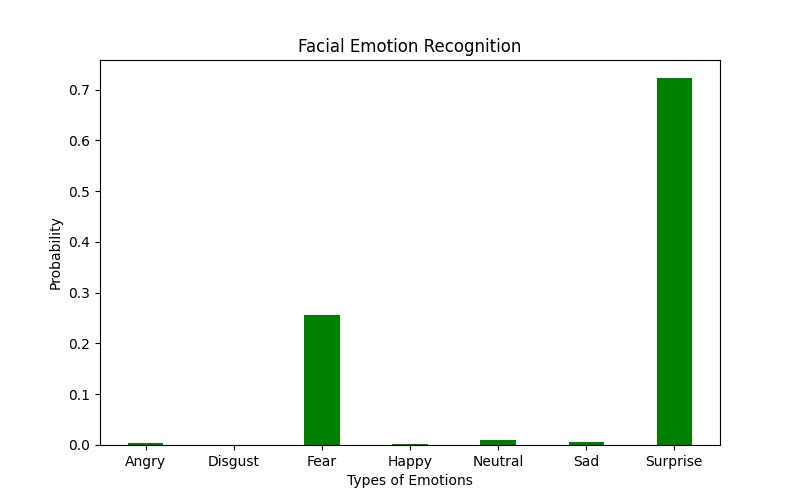 Facial Emotion Recognition
Probability
0.7
0.6
0.5
0.4
0.3
0.2
0.1
0.0
Angry Disgust Fear Happy Neutral Sad Surprise
Types of Emotions